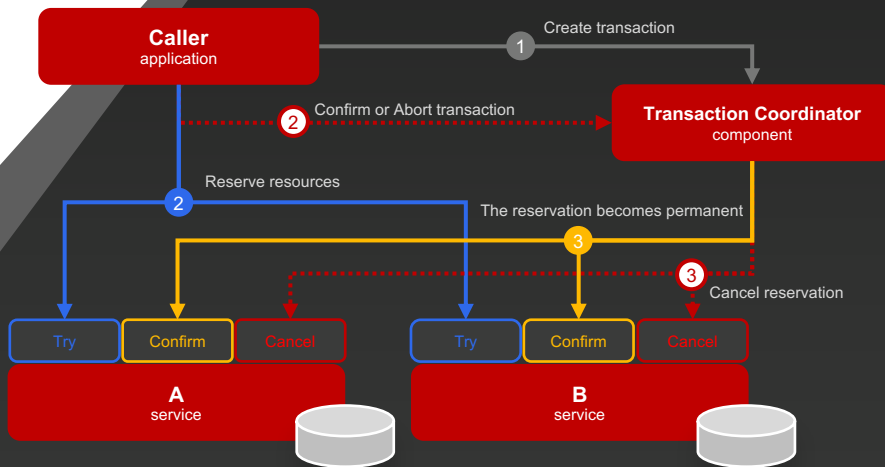 Caller
application
Create transaction
1
2
Confirm or Abort transaction
Transaction Coordinator
component
Reserve resources
2
The reservation becomes permanent
3
3
Cancel reservation
Try
Confirm
Cancel
Try
Confirm
Cancel
A
service
B
service